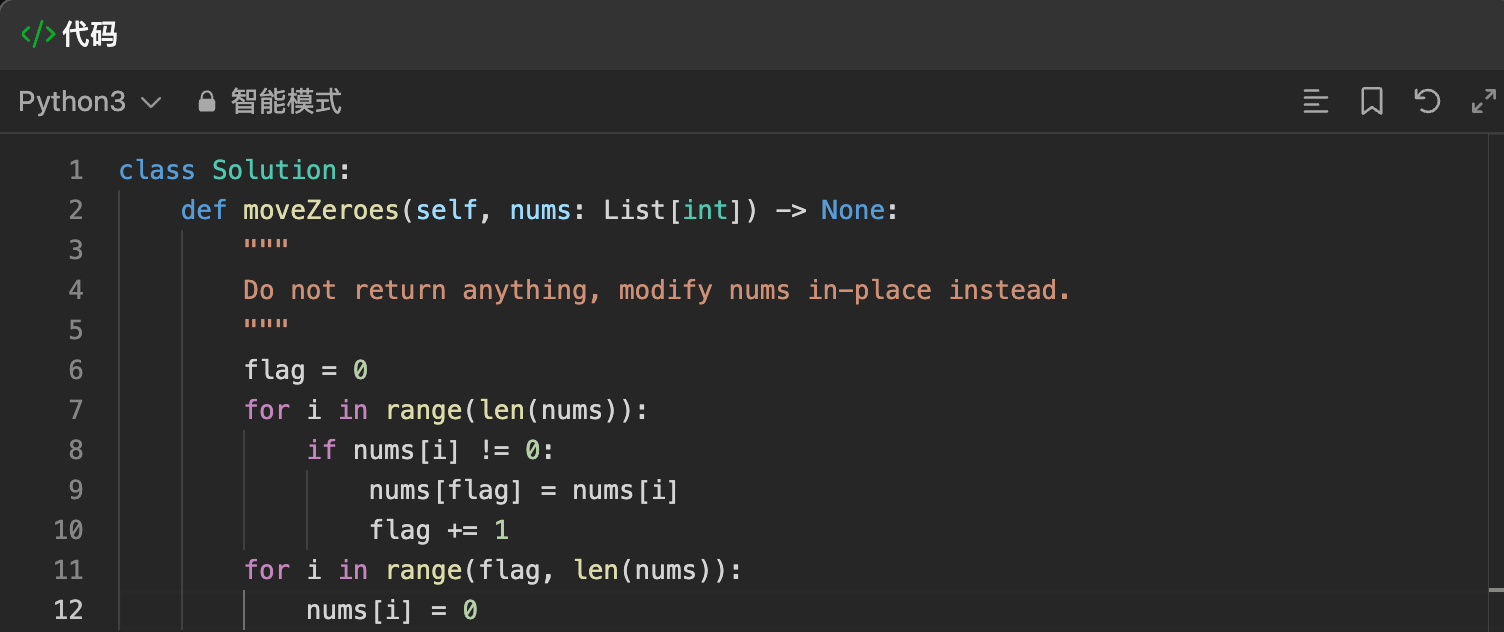 </> 代码
Python3 智能模式
1 class Solution:
2     def moveZeroes(self, nums: List[int]) -> None:
3         """
4         Do not return anything, modify nums in-place instead.
5         """
6         flag = 0
7         for i in range(len(nums)):
8             if nums[i] != 0:
9                 nums[flag] = nums[i]
10                 flag += 1
11         for i in range(flag, len(nums)):
12             nums[i] = 0